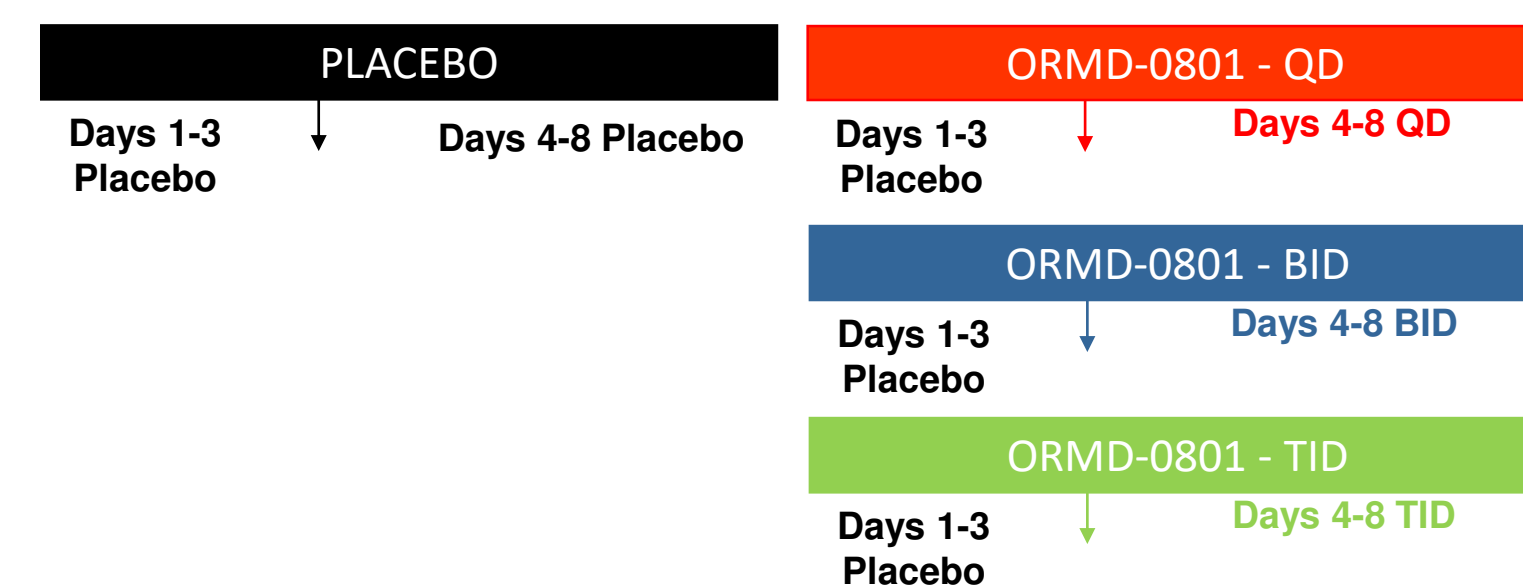 PLACEBO
Days 1-3
Placebo
Days 4-8 Placebo
ORMD-0801 - QD
Days 1-3
Placebo
Days 4-8 QD
ORMD-0801 - BID
Days 1-3
Placebo
Days 4-8 BID
ORMD-0801 - TID
Days 1-3
Placebo
Days 4-8 TID